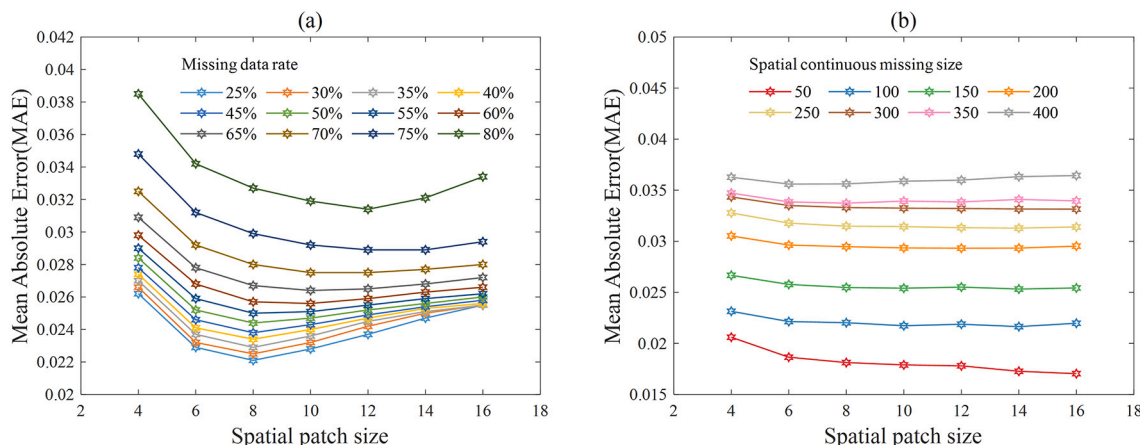 (a)
Mean Absolute Error(MAE)
0.042
0.04
0.038
0.036
0.034
0.032
0.03
0.028
0.026
0.024
0.022
0.02
Missing data rate
25% 30% 35% 40%
45% 50% 55% 60%
65% 70% 75% 80%
2 4 6 8 10 12 14 16 18
Spatial patch size
(b)
Mean Absolute Error(MAE)
0.05
0.045
0.04
0.035
0.03
0.025
0.02
0.015
Spatial continuous missing size
50 100 150 200
250 300 350 400
2 4 6 8 10 12 14 16 18
Spatial patch size